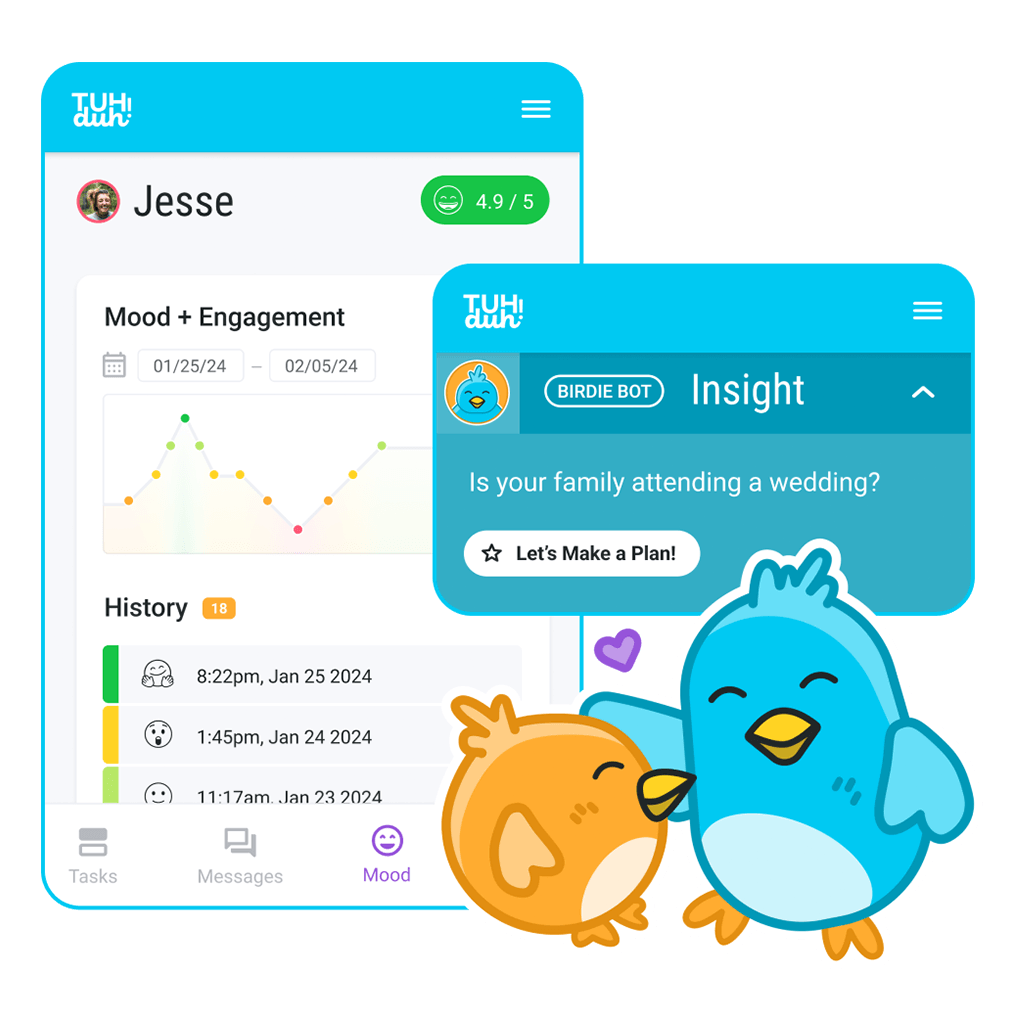 TUH!
duh!
Jesse
4.9 / 5
Mood + Engagement
01/25/24 – 02/05/24
History 18
8:22pm, Jan 25 2024
1:45pm, Jan 24 2024
11:17am, Jan 23 2024
Tasks Messages Mood
TUH!
duh!
BIRDIE BOT Insight
Is your family attending a wedding?
Let’s Make a Plan!